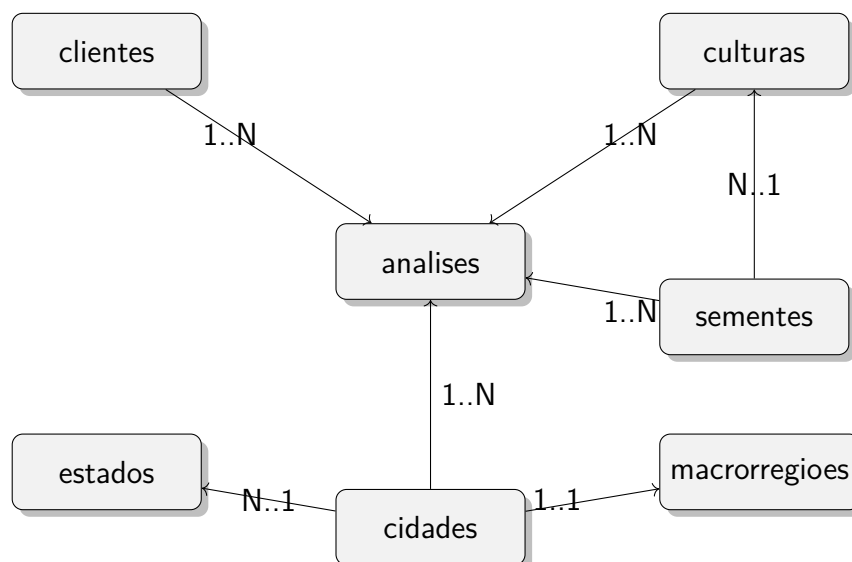 clientes
culturas
1..N
1..N
N..1
analises
1..N
sementes
1..N
estados
macrorregioes
N..1
1..1
cidades